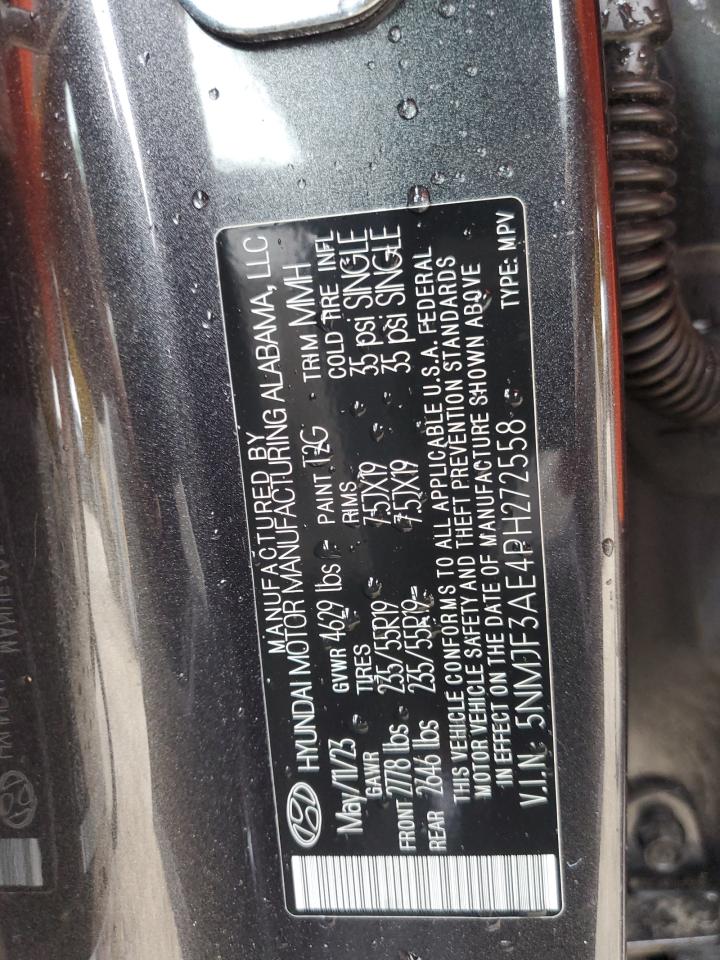 MANUFACTURED BY
HYUNDAI MOTOR MANUFACTURING ALABAMA, LLC
May/11/23 GVWR 4629 lbs PAINT T2G TRIM MMH
GAWR TIRES RIMS COLD TIRE INFL
FRONT 2778 lbs 235/55R19 7.5JX19 35 psi SINGLE
REAR 2646 lbs 235/55R19 7.5JX19 35 psi SINGLE
THIS VEHICLE CONFORMS TO ALL APPLICABLE U.S.A. FEDERAL
MOTOR VEHICLE SAFETY AND THEFT PREVENTION STANDARDS
IN EFFECT ON THE DATE OF MANUFACTURE SHOWN ABOVE
V.I.N. 5NMJF3AE4PH272558 TYPE: MPV